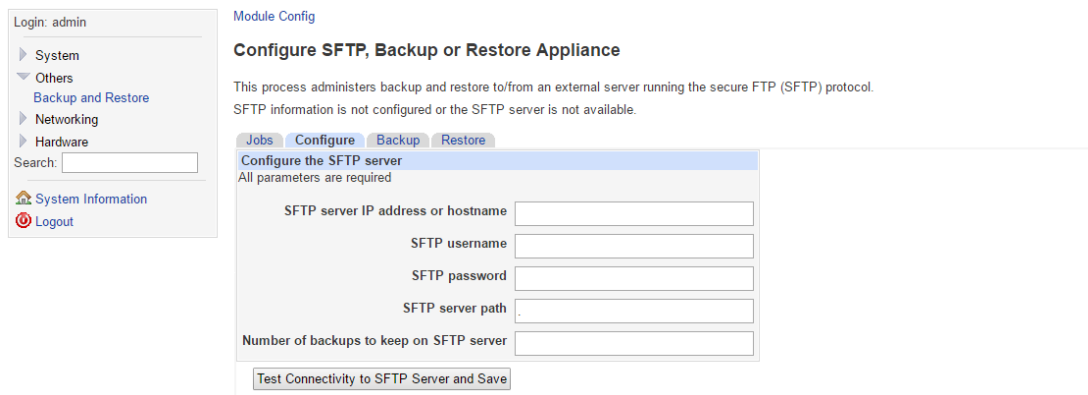 Login: admin
System
Others
Backup and Restore
Networking
Hardware
Search:
System Information
Logout
Module Config
Configure SFTP, Backup or Restore Appliance
This process administers backup and restore to/from an external server running the secure FTP (SFTP) protocol.
SFTP information is not configured or the SFTP server is not available.
Jobs Configure Backup Restore
Configure the SFTP server
All parameters are required
SFTP server IP address or hostname
SFTP username
SFTP password
SFTP server path .
Number of backups to keep on SFTP server
Test Connectivity to SFTP Server and Save